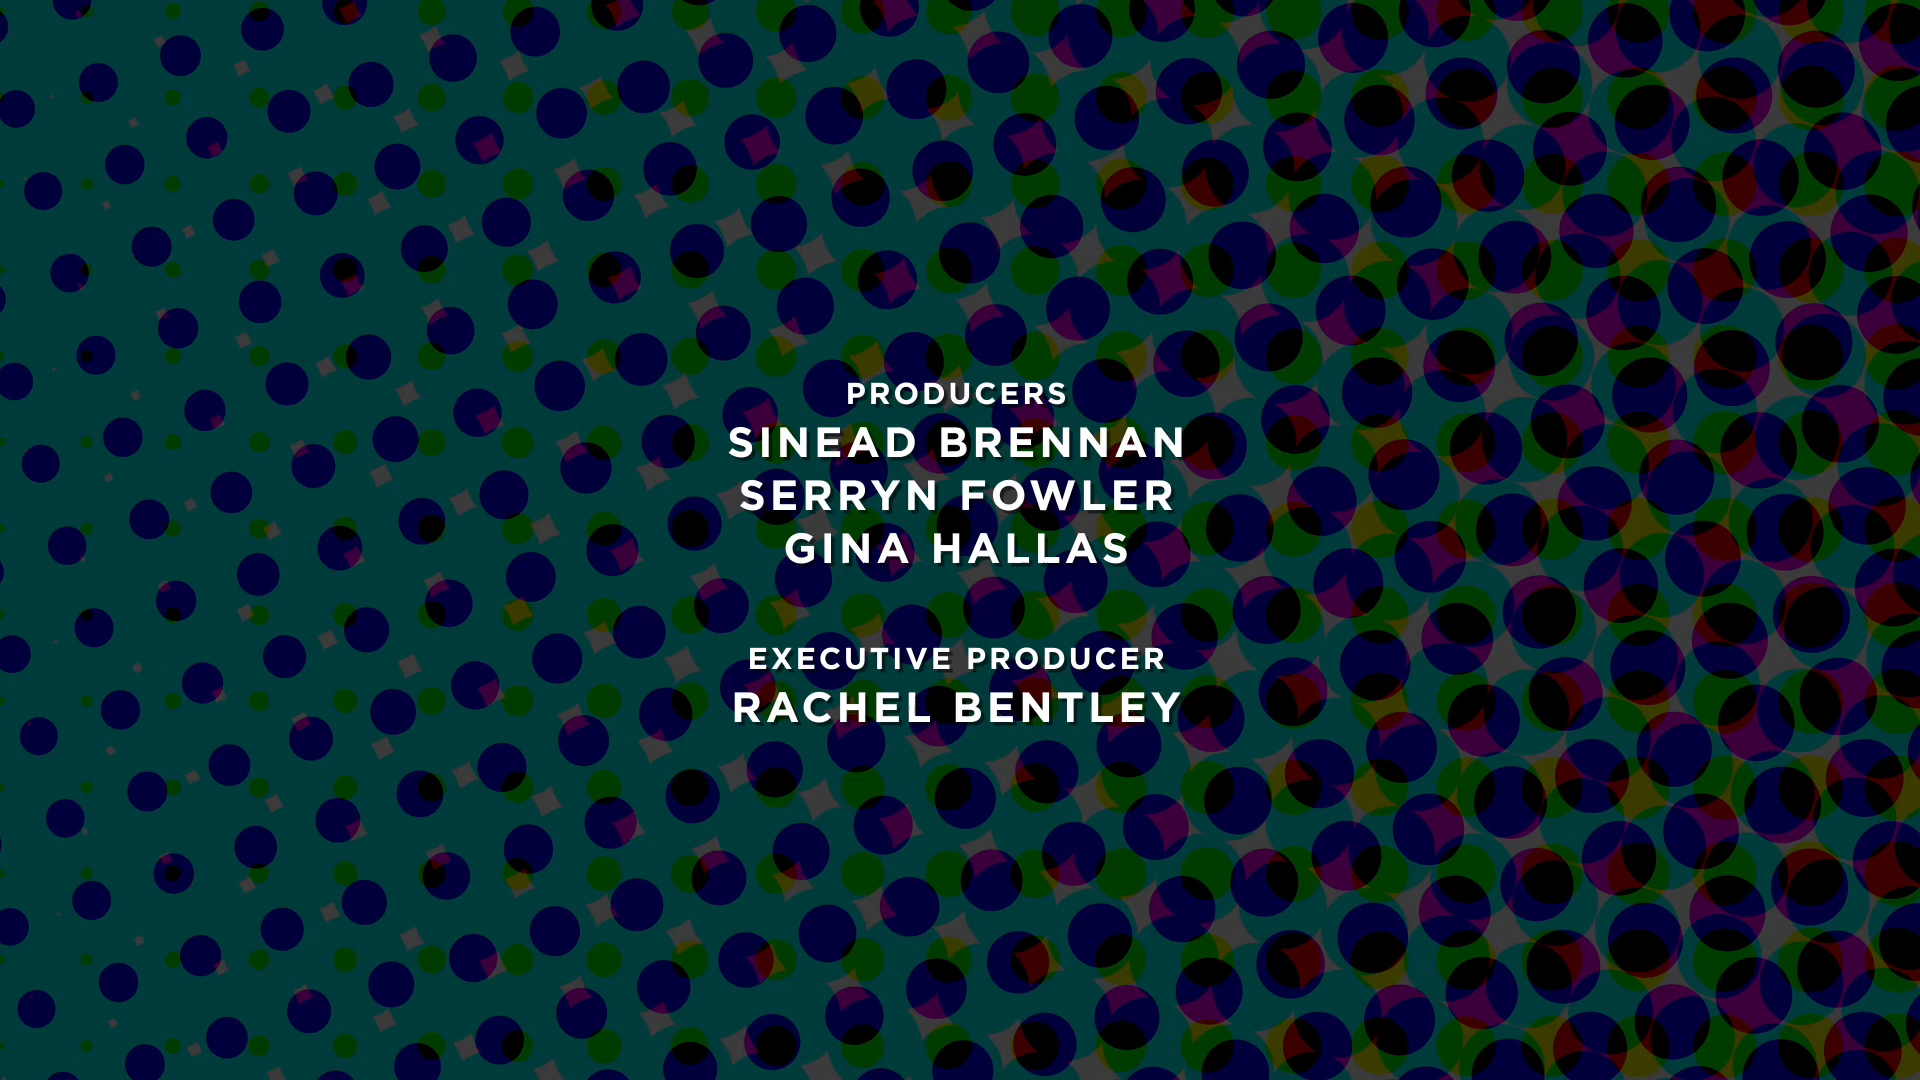 PRODUCERS
SINEAD BRENNAN
SERRYN FOWLER
GINA HALLAS
EXECUTIVE PRODUCER
RACHEL BENTLEY